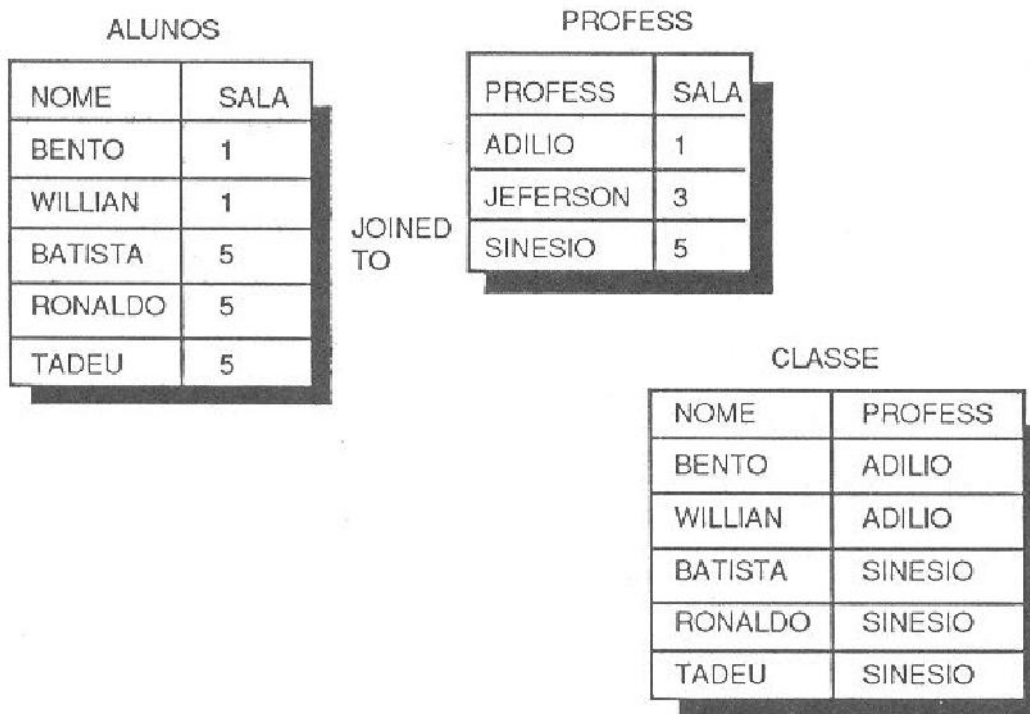 ALUNOS
NOME SALA
BENTO 1
WILLIAN 1
BATISTA 5
RONALDO 5
TADEU 5
JOINED
TO
PROFESS
PROFESS SALA
ADILIO 1
JEFERSON 3
SINESIO 5
CLASSE
NOME PROFESS
BENTO ADILIO
WILLIAN ADILIO
BATISTA SINESIO
RONALDO SINESIO
TADEU SINESIO